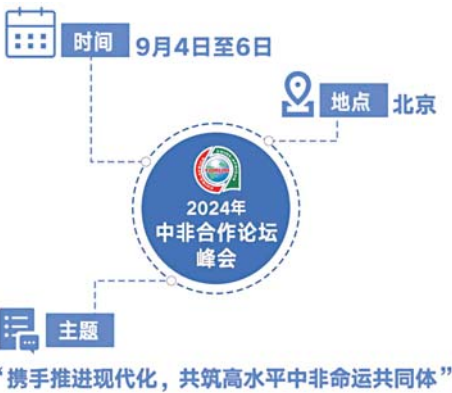 时间
9月4日至6日
地点
北京
2024年
中非合作论坛
峰会
主题
“携手推进现代化，共筑高水平中非命运共同体”